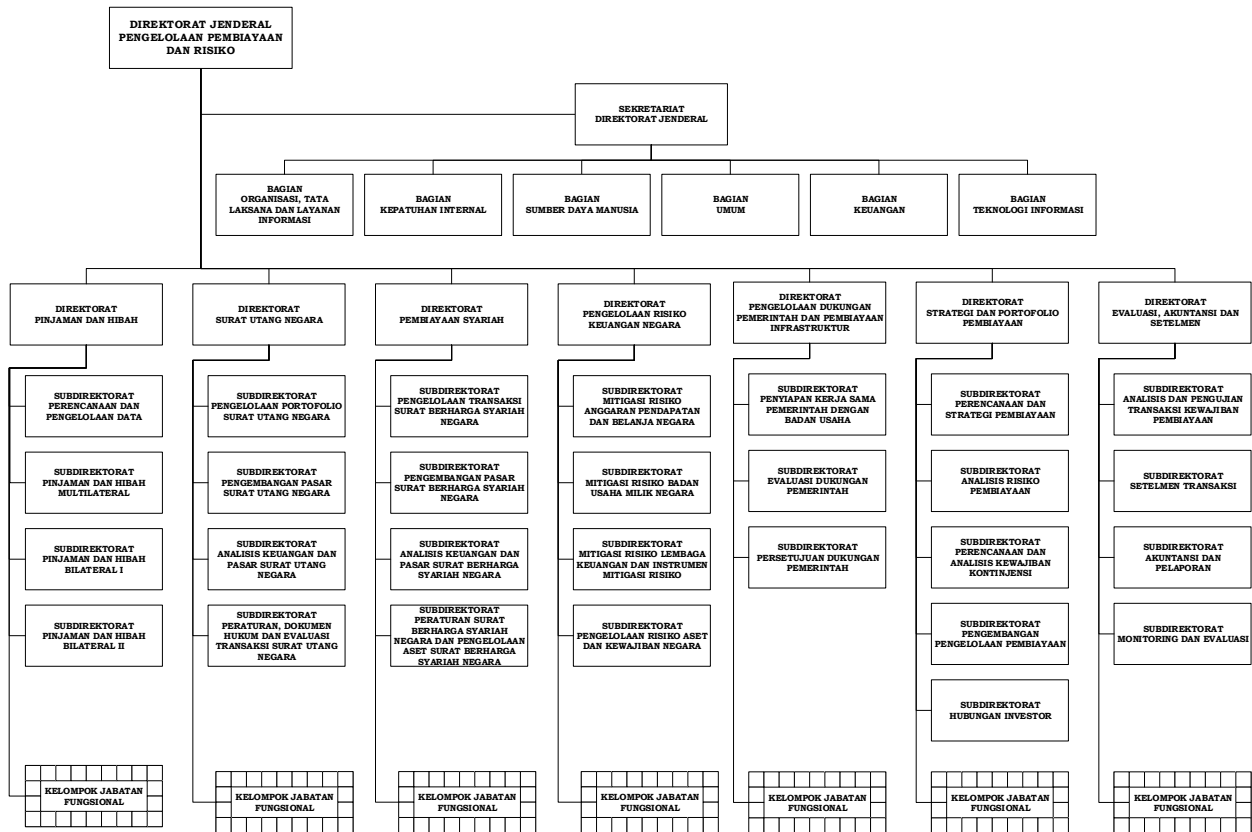 DIREKTORAT JENDERAL
PENGELOLAAN PEMBIAYAAN
DAN RISIKO
SEKRETARIAT
DIREKTORAT JENDERAL
BAGIAN
ORGANISASI, TATA
LAKSANA DAN LAYANAN
INFORMASI
BAGIAN
KEPATUHAN INTERNAL
BAGIAN
SUMBER DAYA MANUSIA
BAGIAN
UMUM
BAGIAN
KEUANGAN
BAGIAN
TEKNOLOGI INFORMASI
DIREKTORAT
PINJAMAN DAN HIBAH
DIREKTORAT
SURAT UTANG NEGARA
DIREKTORAT
PEMBIAYAAN SYARIAH
DIREKTORAT
PENGELOLAAN RISIKO
KEUANGAN NEGARA
DIREKTORAT
PENGELOLAAN DUKUNGAN
PEMERINTAH DAN PEMBIAYAAN
INFRASTRUKTUR
DIREKTORAT
STRATEGI DAN PORTOFOLIO
PEMBIAYAAN
DIREKTORAT
EVALUASI, AKUNTANSI DAN
SETELMEN
SUBDIREKTORAT
PERENCANAAN DAN
PENGELOLAAN DATA
SUBDIREKTORAT
PENGELOLAAN PORTOFOLIO
SURAT UTANG NEGARA
SUBDIREKTORAT
PENGELOLAAN TRANSAKSI
SURAT BERHARGA SYARIAH
NEGARA
SUBDIREKTORAT
MITIGASI RISIKO
ANGGARAN PENDAPATAN
DAN BELANJA NEGARA
SUBDIREKTORAT
PENYIAPAN KERJA SAMA
PEMERINTAH DENGAN
BADAN USAHA
SUBDIREKTORAT
PERENCANAAN DAN
STRATEGI PEMBIAYAAN
SUBDIREKTORAT
ANALISIS DAN PENGUJIAN
TRANSAKSI KEWAJIBAN
PEMBIAYAAN
SUBDIREKTORAT
PINJAMAN DAN HIBAH
MULTILATERAL
SUBDIREKTORAT
PENGEMBANGAN PASAR
SURAT UTANG NEGARA
SUBDIREKTORAT
PENGEMBANGAN PASAR
SURAT BERHARGA SYARIAH
NEGARA
SUBDIREKTORAT
MITIGASI RISIKO BADAN
USAHA MILIK NEGARA
SUBDIREKTORAT
EVALUASI DUKUNGAN
PEMERINTAH
SUBDIREKTORAT
ANALISIS RISIKO
PEMBIAYAAN
SUBDIREKTORAT
SETELMEN TRANSAKSI
SUBDIREKTORAT
PINJAMAN DAN HIBAH
BILATERAL I
SUBDIREKTORAT
ANALISIS KEUANGAN DAN
PASAR SURAT UTANG
NEGARA
SUBDIREKTORAT
ANALISIS KEUANGAN DAN
PASAR SURAT BERHARGA
SYARIAH NEGARA
SUBDIREKTORAT
MITIGASI RISIKO LEMBAGA
KEUANGAN DAN INSTRUMEN
MITIGASI RISIKO
SUBDIREKTORAT
PERSETUJUAN DUKUNGAN
PEMERINTAH
SUBDIREKTORAT
PERENCANAAN DAN
ANALISIS KEWAJIBAN
KONTINJENSI
SUBDIREKTORAT
AKUNTANSI DAN
PELAPORAN
SUBDIREKTORAT
PINJAMAN DAN HIBAH
BILATERAL II
SUBDIREKTORAT
PERATURAN, DOKUMEN
HUKUM DAN EVALUASI
TRANSAKSI SURAT UTANG
NEGARA
SUBDIREKTORAT
PERATURAN SURAT
BERHARGA SYARIAH
NEGARA DAN PENGELOLAAN
ASET SURAT BERHARGA
SYARIAH NEGARA
SUBDIREKTORAT
PENGELOLAAN RISIKO ASET
DAN KEWAJIBAN NEGARA
SUBDIREKTORAT
PENGEMBANGAN
PENGELOLAAN PEMBIAYAAN
SUBDIREKTORAT
MONITORING DAN EVALUASI
SUBDIREKTORAT
HUBUNGAN INVESTOR
KELOMPOK JABATAN
FUNGSIONAL
KELOMPOK JABATAN
FUNGSIONAL
KELOMPOK JABATAN
FUNGSIONAL
KELOMPOK JABATAN
FUNGSIONAL
KELOMPOK JABATAN
FUNGSIONAL
KELOMPOK JABATAN
FUNGSIONAL
KELOMPOK JABATAN
FUNGSIONAL